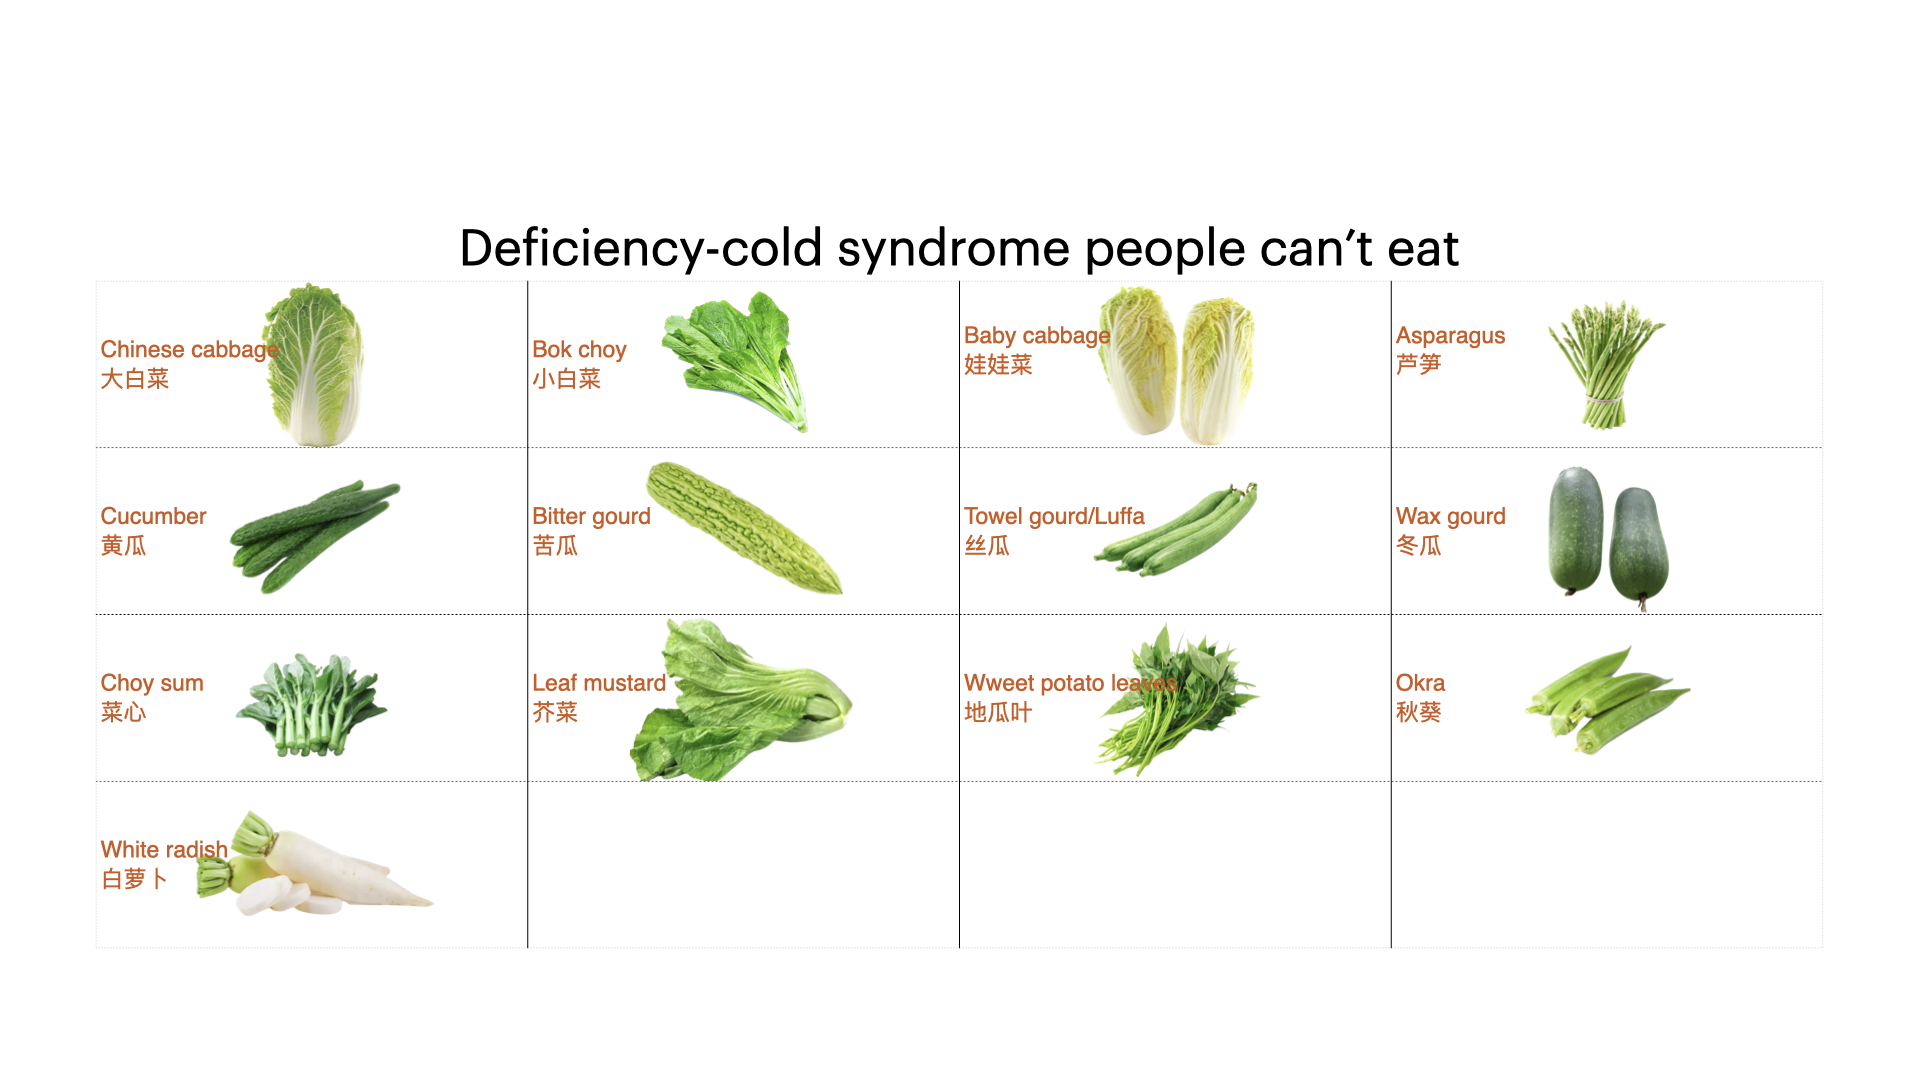 Deficiency-cold syndrome people can’t eat
Chinese cabbage
大白菜
Bok choy
小白菜
Baby cabbage
娃娃菜
Asparagus
芦笋
Cucumber
黄瓜
Bitter gourd
苦瓜
Towel gourd/Luffa
丝瓜
Wax gourd
冬瓜
Choy sum
菜心
Leaf mustard
芥菜
Wweet potato leaves
地瓜叶
Okra
秋葵
White radish
白萝卜